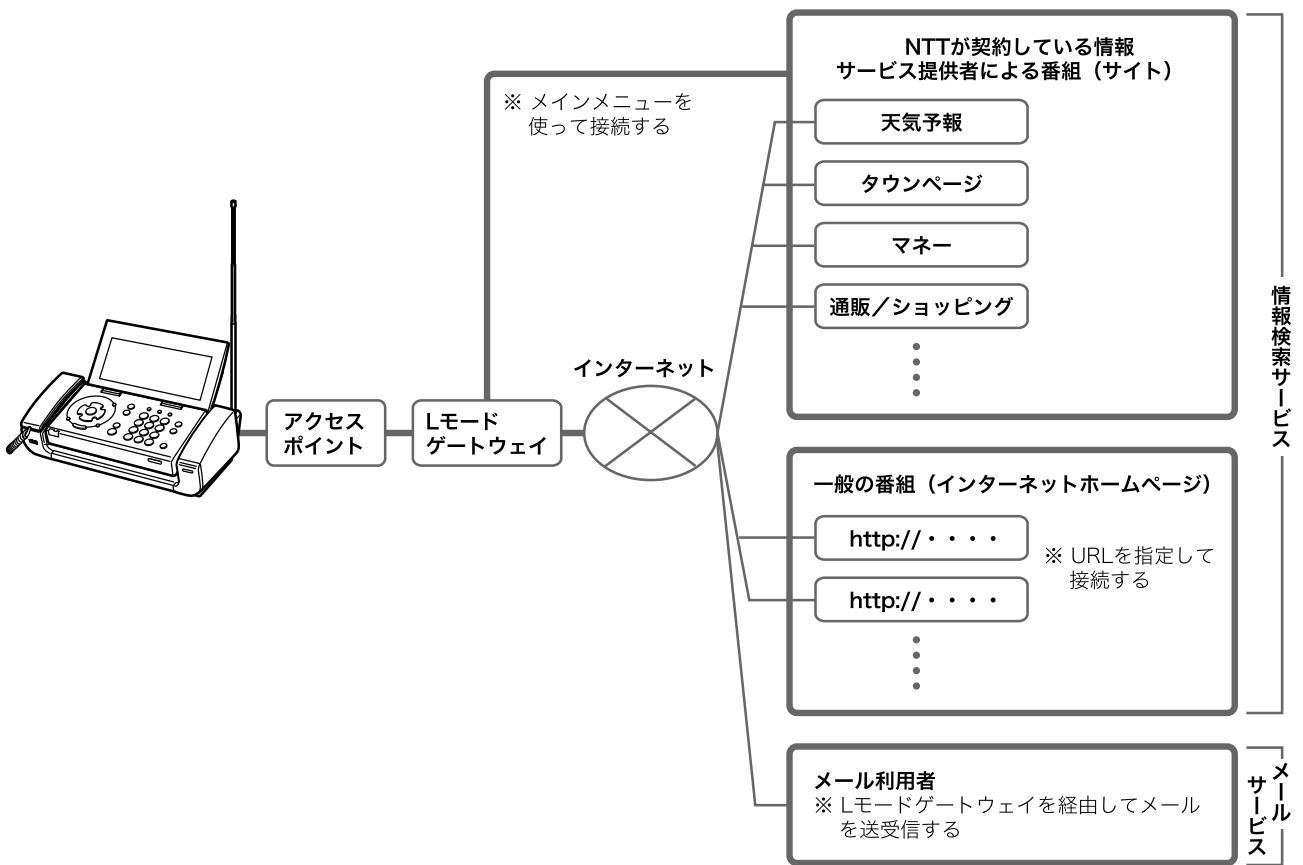 NTTが契約している情報
サービス提供者による番組（サイト）
※ メインメニューを
使って接続する
天気予報
タウンページ
マネー
通販／ショッピング
情報検索サービス
インターネット
アクセス
ポイント
Lモード
ゲートウェイ
一般の番組（インターネットホームページ）
http://・・・・
※ URLを指定して
接続する
http://・・・・
メール利用者
※ Lモードゲートウェイを経由してメール
を送受信する
メール
サービス